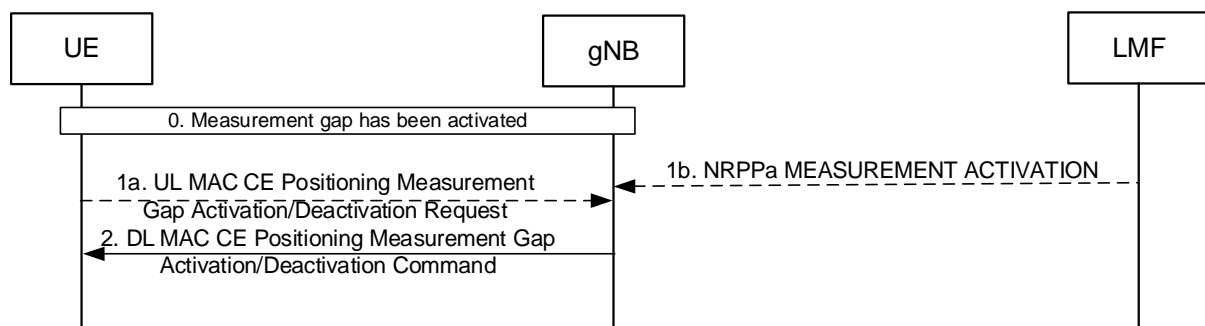 UE
gNB
LMF
0. Measurement gap has been activated
1a. UL MAC CE Positioning Measurement
Gap Activation/Deactivation Request
1b. NRPPa MEASUREMENT ACTIVATION
2. DL MAC CE Positioning Measurement Gap
Activation/Deactivation Command